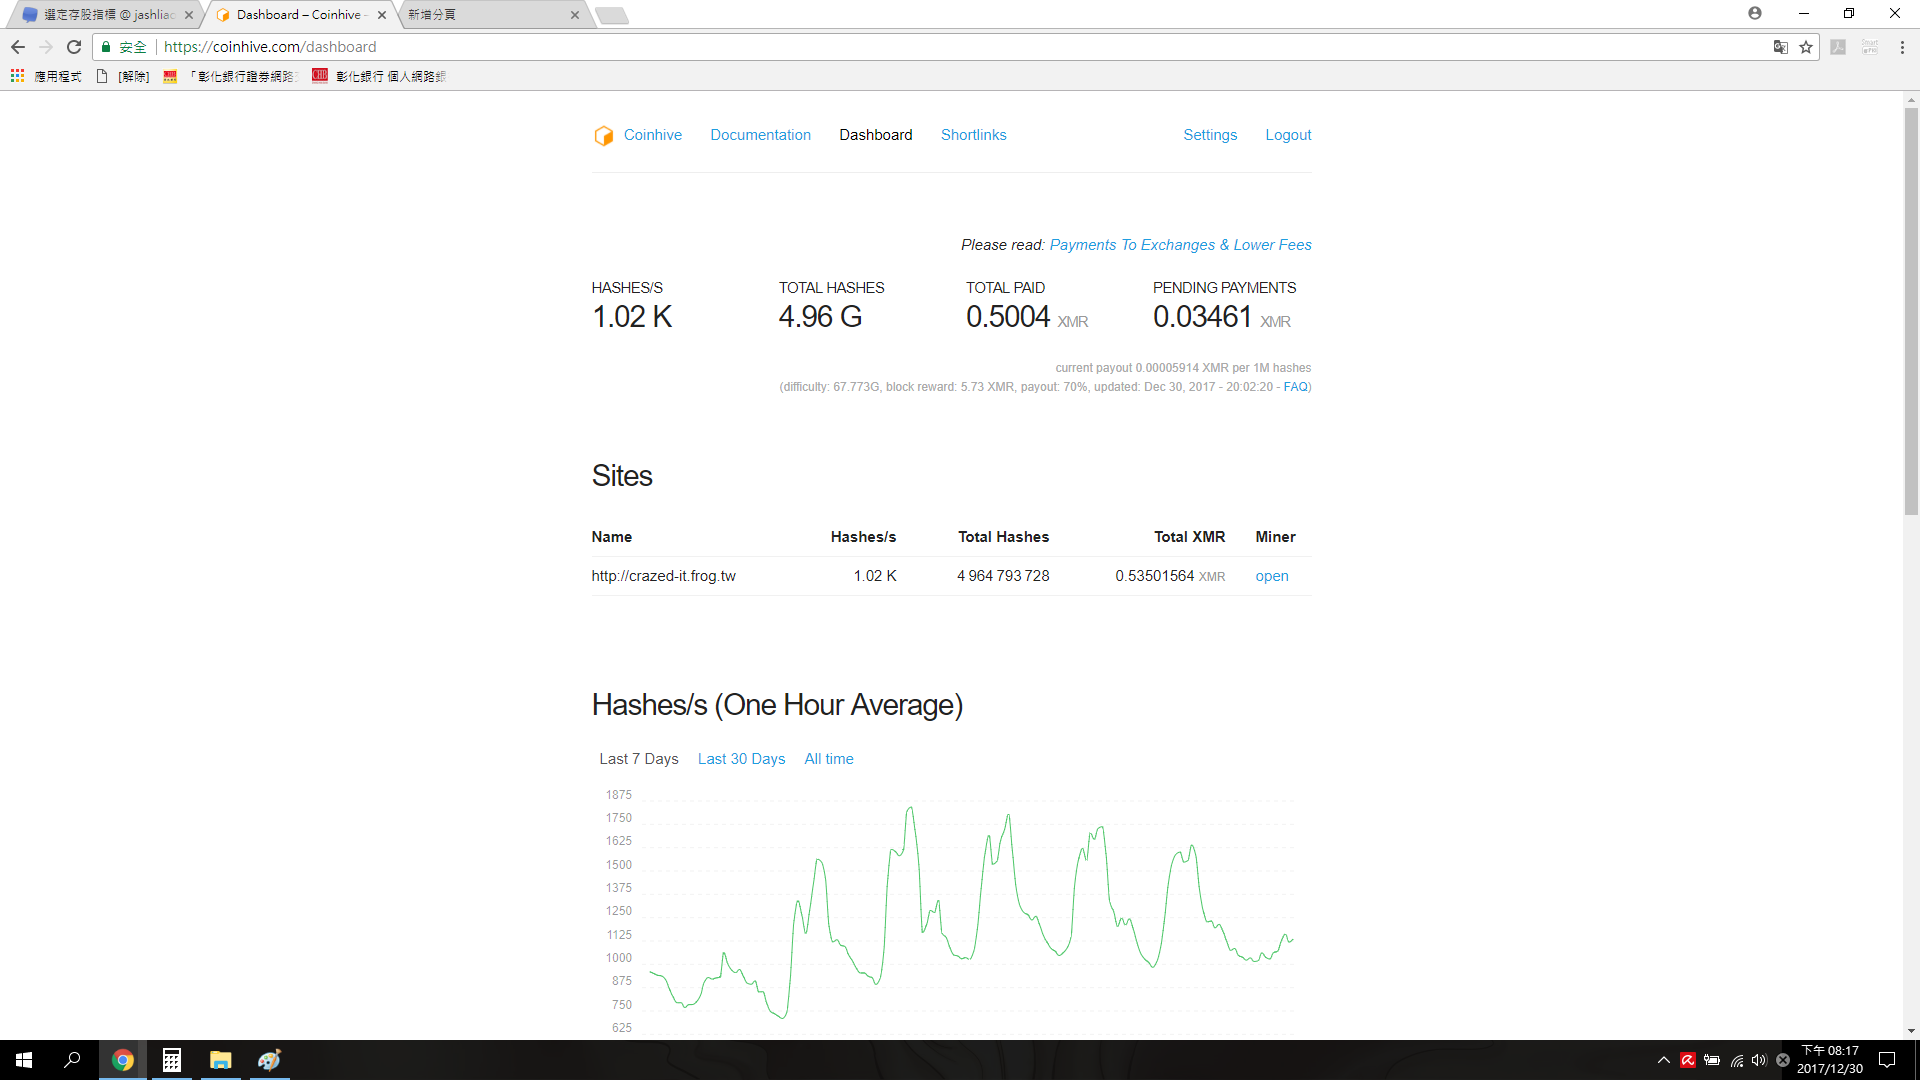 選定存股指標 @ jashliao
Dashboard – Coinhive –
新增分頁
安全 https://coinhive.com/dashboard
應用程式 [解除] 「彰化銀行證券網路 彰化銀行 個人網路銀
Coinhive Documentation Dashboard Shortlinks Settings Logout
Please read: Payments To Exchanges & Lower Fees
HASHES/S TOTAL HASHES TOTAL PAID PENDING PAYMENTS
1.02 K 4.96 G 0.5004 XMR 0.03461 XMR
current payout 0.00005914 XMR per 1M hashes
(difficulty: 67.773G, block reward: 5.73 XMR, payout: 70%, updated: Dec 30, 2017 - 20:02:20 - FAQ)
Sites
Name Hashes/s Total Hashes Total XMR Miner
http://crazed-it.frog.tw 1.02 K 4 964 793 728 0.53501564 XMR open
Hashes/s (One Hour Average)
Last 7 Days Last 30 Days All time
1875
1750
1625
1500
1375
1250
1125
1000
875
750
625
下午 08:17
2017/12/30